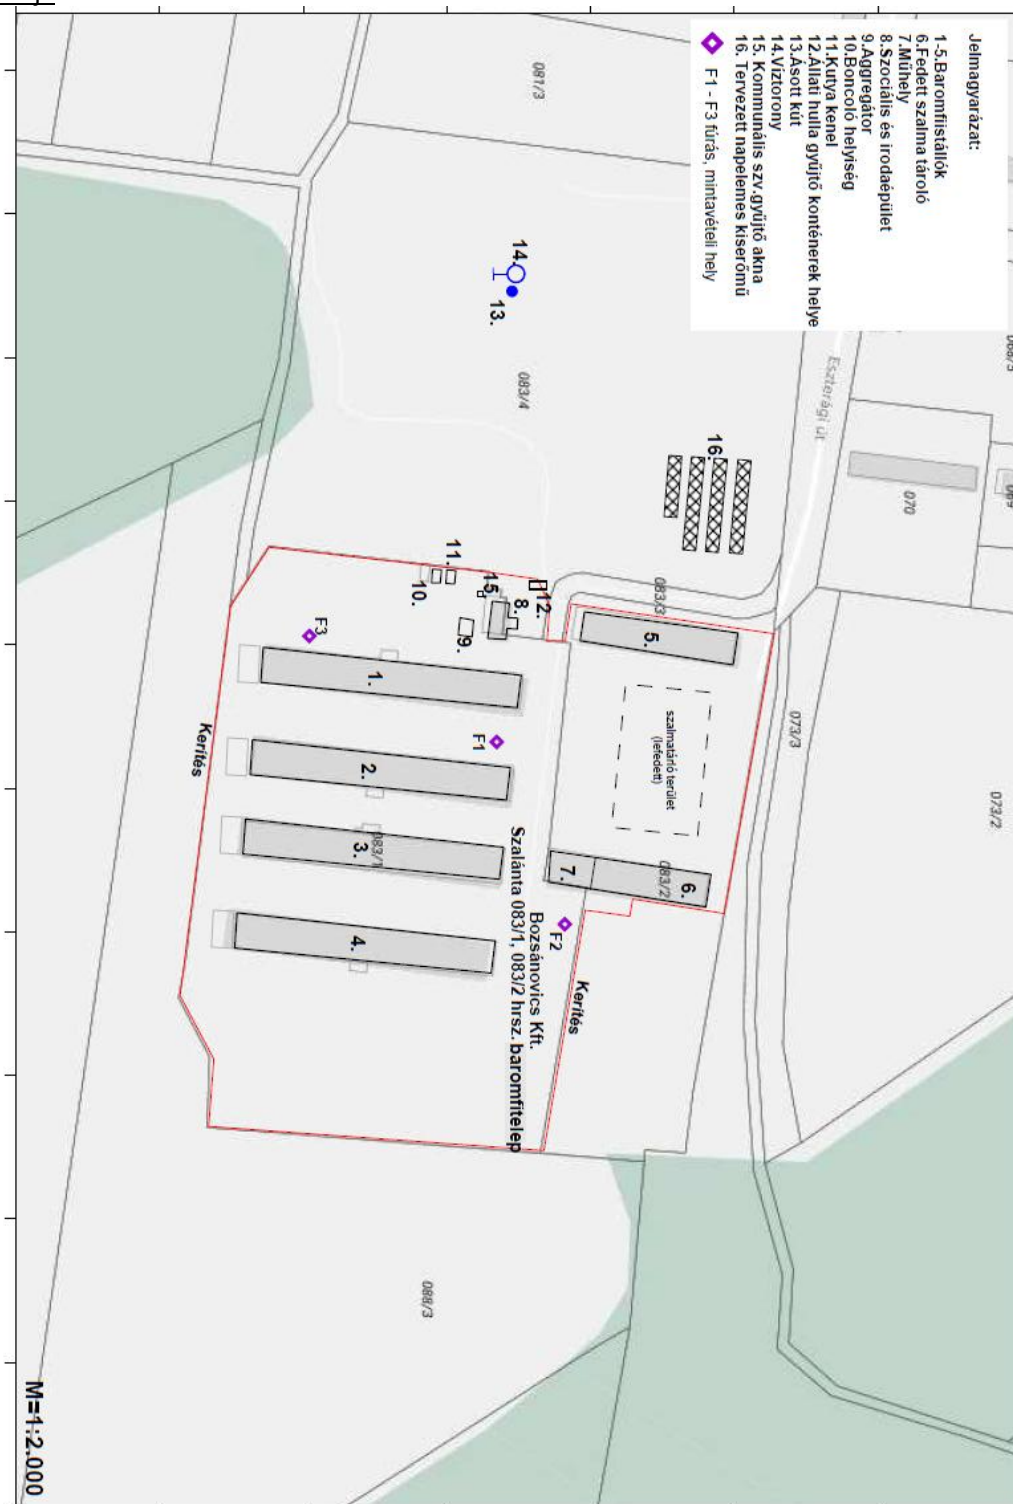 Jelmagyarázat:
1-5.Baromfiistállók
6.Fedett szalma tároló
7.Műhely
8.Szociális és irodaépület
9.Aggregátor
10.Boncoló helyiség
11.Kutya kenel
12.Állati hulla gyűjtő konténerek helye
13.Ásott kút
14.Víztorony
15. Kommunális szv.gyűjtő akna
16. Tervezett napelemes kiserőmű
F1 - F3 fúrás, mintavételi hely
081/3
14.
13.
083/4
Eszterági út
070
069
068/5
16.
083/3
073/3
073/2
11.
10.
15.
8.
12.
9.
5.
szalmatárló terület
(lefedett)
F3
1.
F1
2.
083/1
3.
4.
7.
083/2
6.
F2
Kerítés
Kerítés
Bozsánovics Kft.
Szalánta 083/1, 083/2 hrsz. baromfitelep
088/3
M=1:2.000